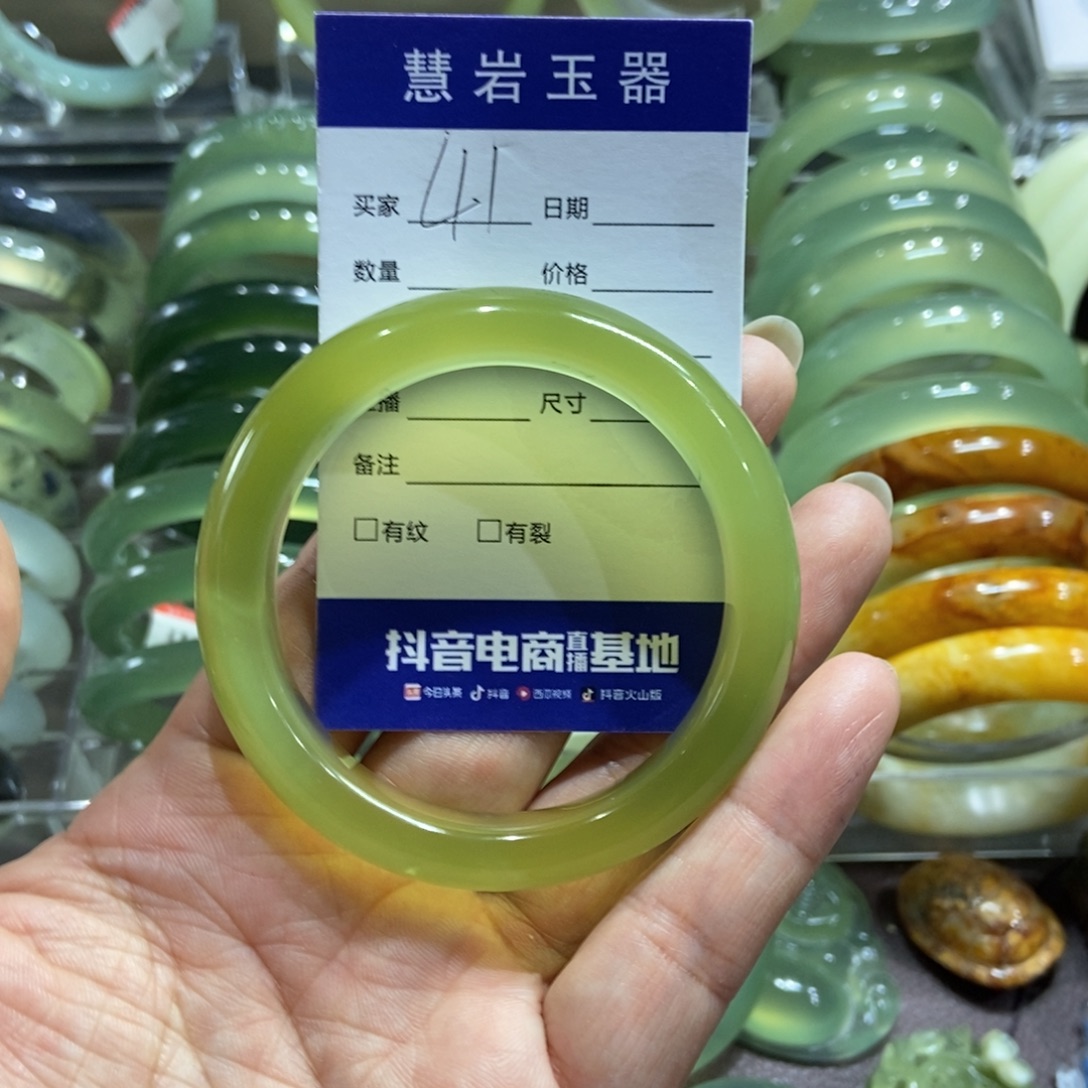 慧岩玉器
买家 41 日期
数量 价格
播 尺寸
备注
□有纹 □有裂
抖音电商直播基地
今日头条 抖音 西瓜视频 抖音火山版